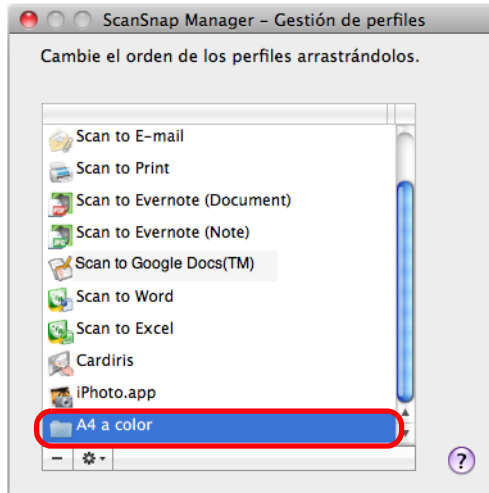 ScanSnap Manager – Gestión de perfiles
Cambie el orden de los perfiles arrastrándolos.
Scan to E-mail
Scan to Print
Scan to Evernote (Document)
Scan to Evernote (Note)
Scan to Google Docs(TM)
Scan to Word
Scan to Excel
Cardiris
iPhoto.app
A4 a color
?